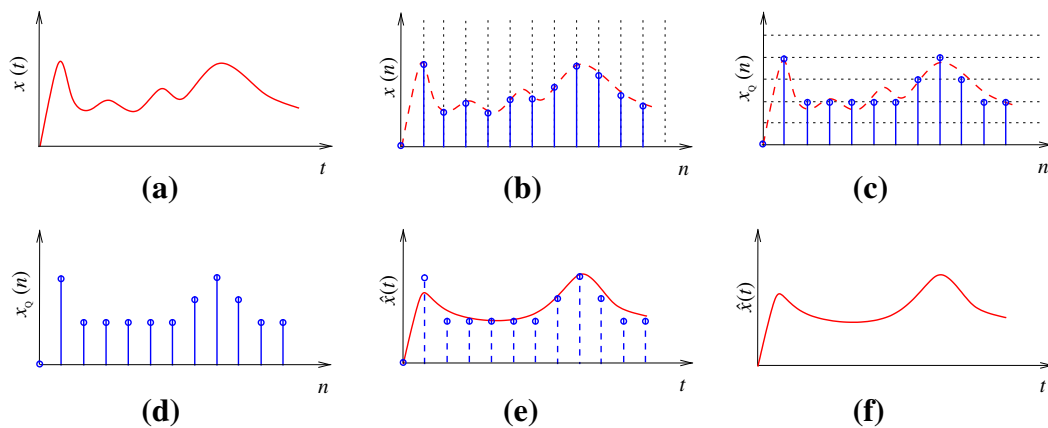 x (t)
t
(a)
x (n)
n
(b)
x_Q (n)
n
(c)
x_Q (n)
n
(d)
x̂(t)
t
(e)
x̂(t)
t
(f)